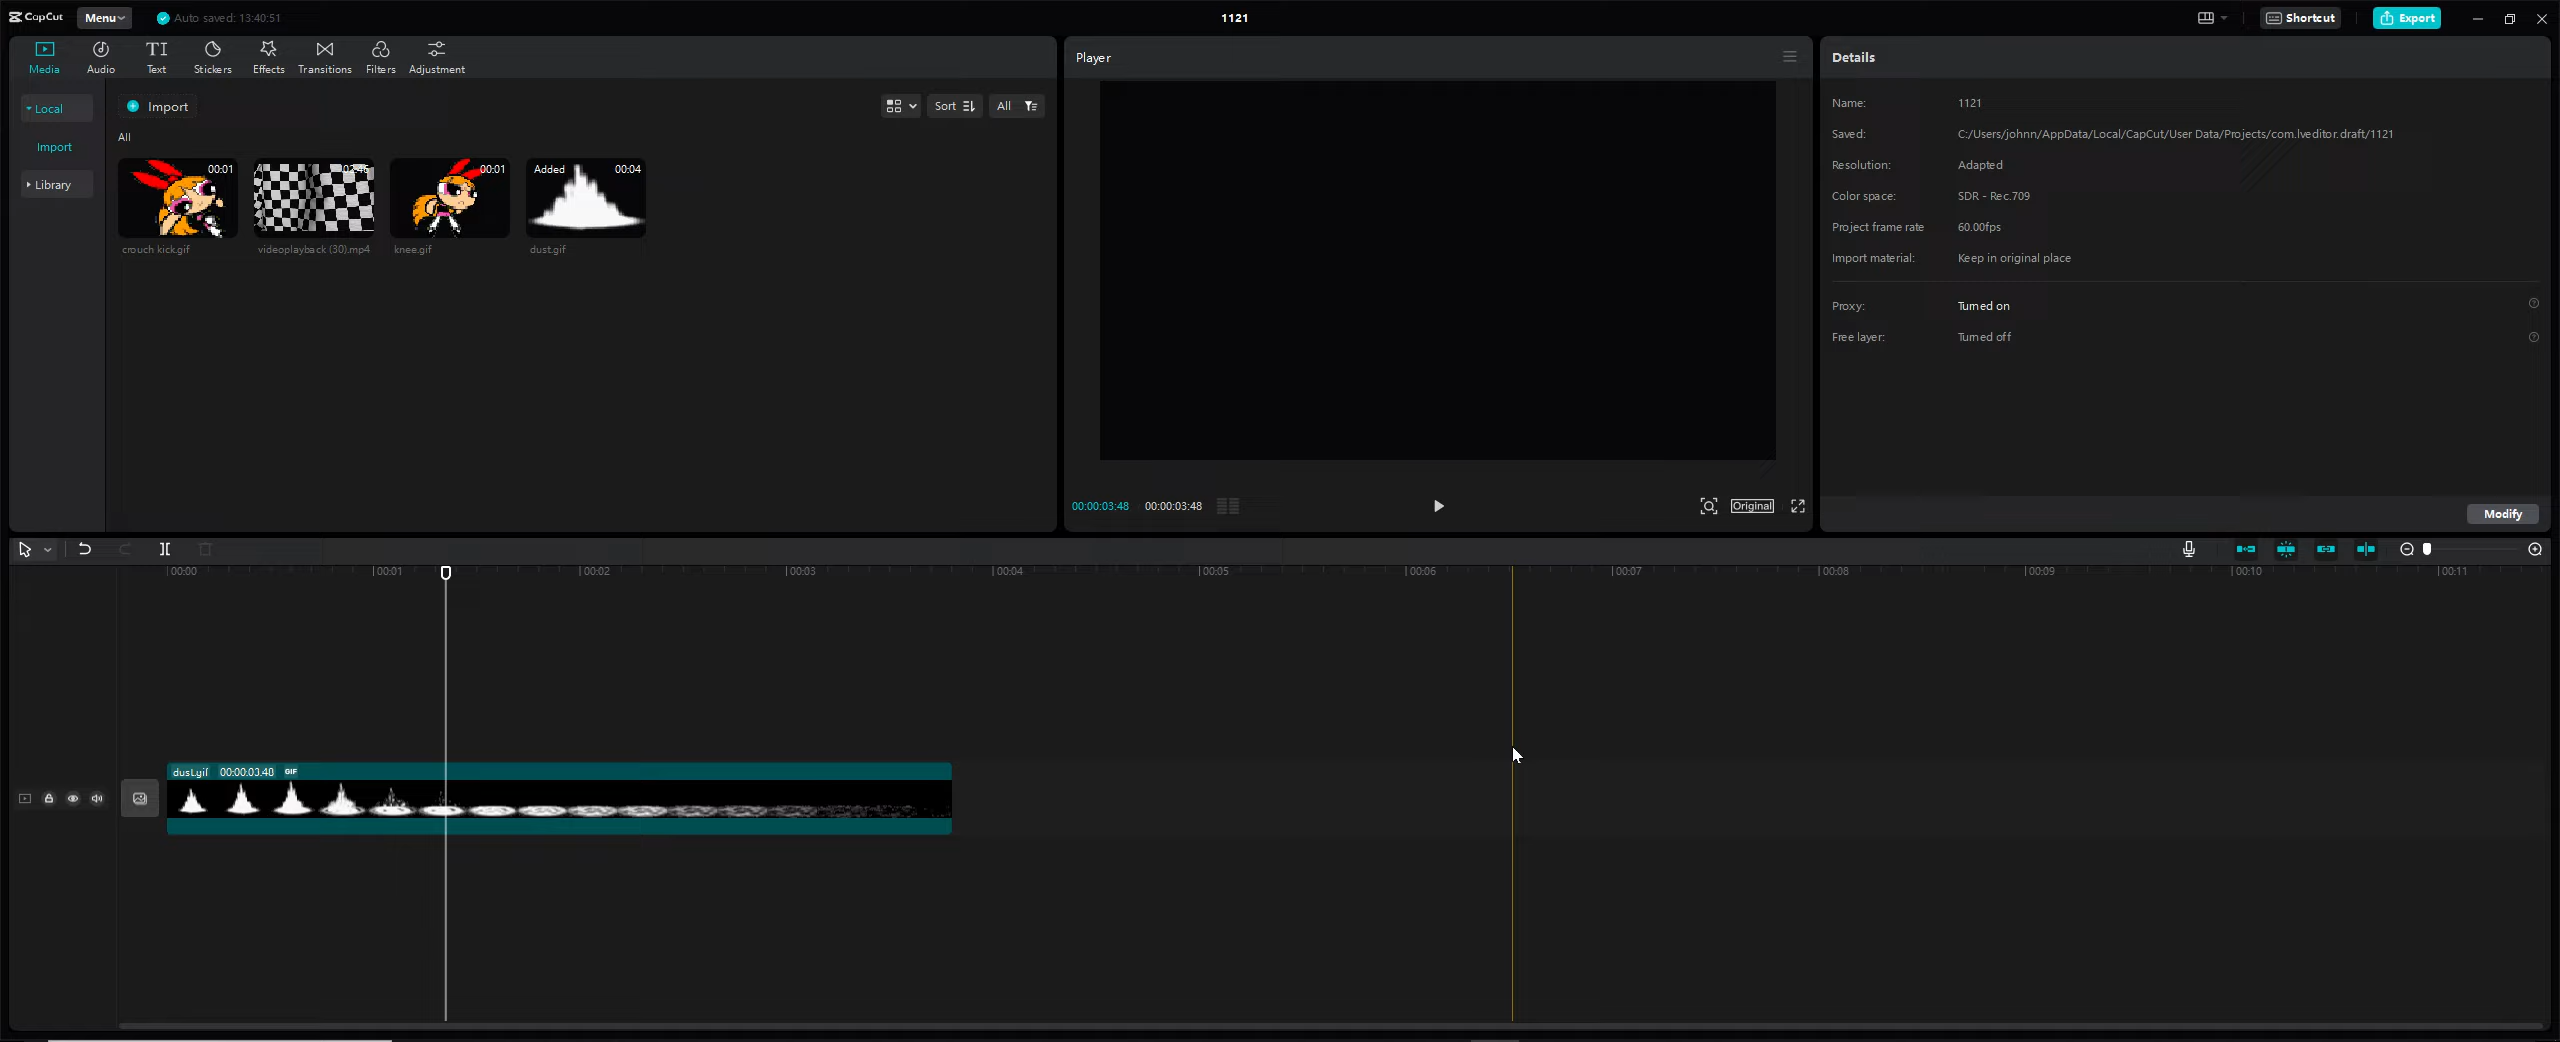 CapCut Menu Auto saved: 13:40:51 1121 Shortcut Export
Media Audio Text Stickers Effects Transitions Filters Adjustment
Player
Details
Local
Import
Library
Import
Sort All
All
00:01 02:46 00:01 Added 00:04
crouch kick.gif videoplayback (30).mp4 knee.gif dust.gif
00:00:03:48 00:00:03:48 Original
Name: 1121
Saved: C:/Users/johnn/AppData/Local/CapCut/User Data/Projects/com.lveditor.draft/1121
Resolution: Adapted
Color space: SDR - Rec.709
Project frame rate 60.00fps
Import material: Keep in original place
Proxy: Turned on
Free layer: Turned off
Modify
00:00 00:01 00:02 00:03 00:04 00:05 00:06 00:07 00:08 00:09 00:10 00:11
dust.gif 00:00:03:48 GIF